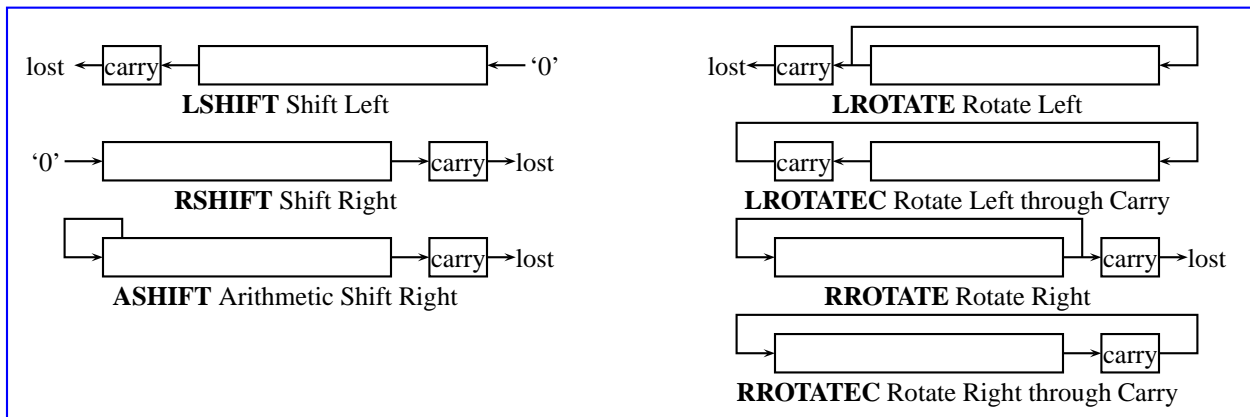 lost carry ‘0’
LSHIFT Shift Left
‘0’ carry lost
RSHIFT Shift Right
carry lost
ASHIFT Arithmetic Shift Right
lost carry
LROTATE Rotate Left
carry
LROTATEC Rotate Left through Carry
carry lost
RROTATE Rotate Right
carry
RROTATEC Rotate Right through Carry